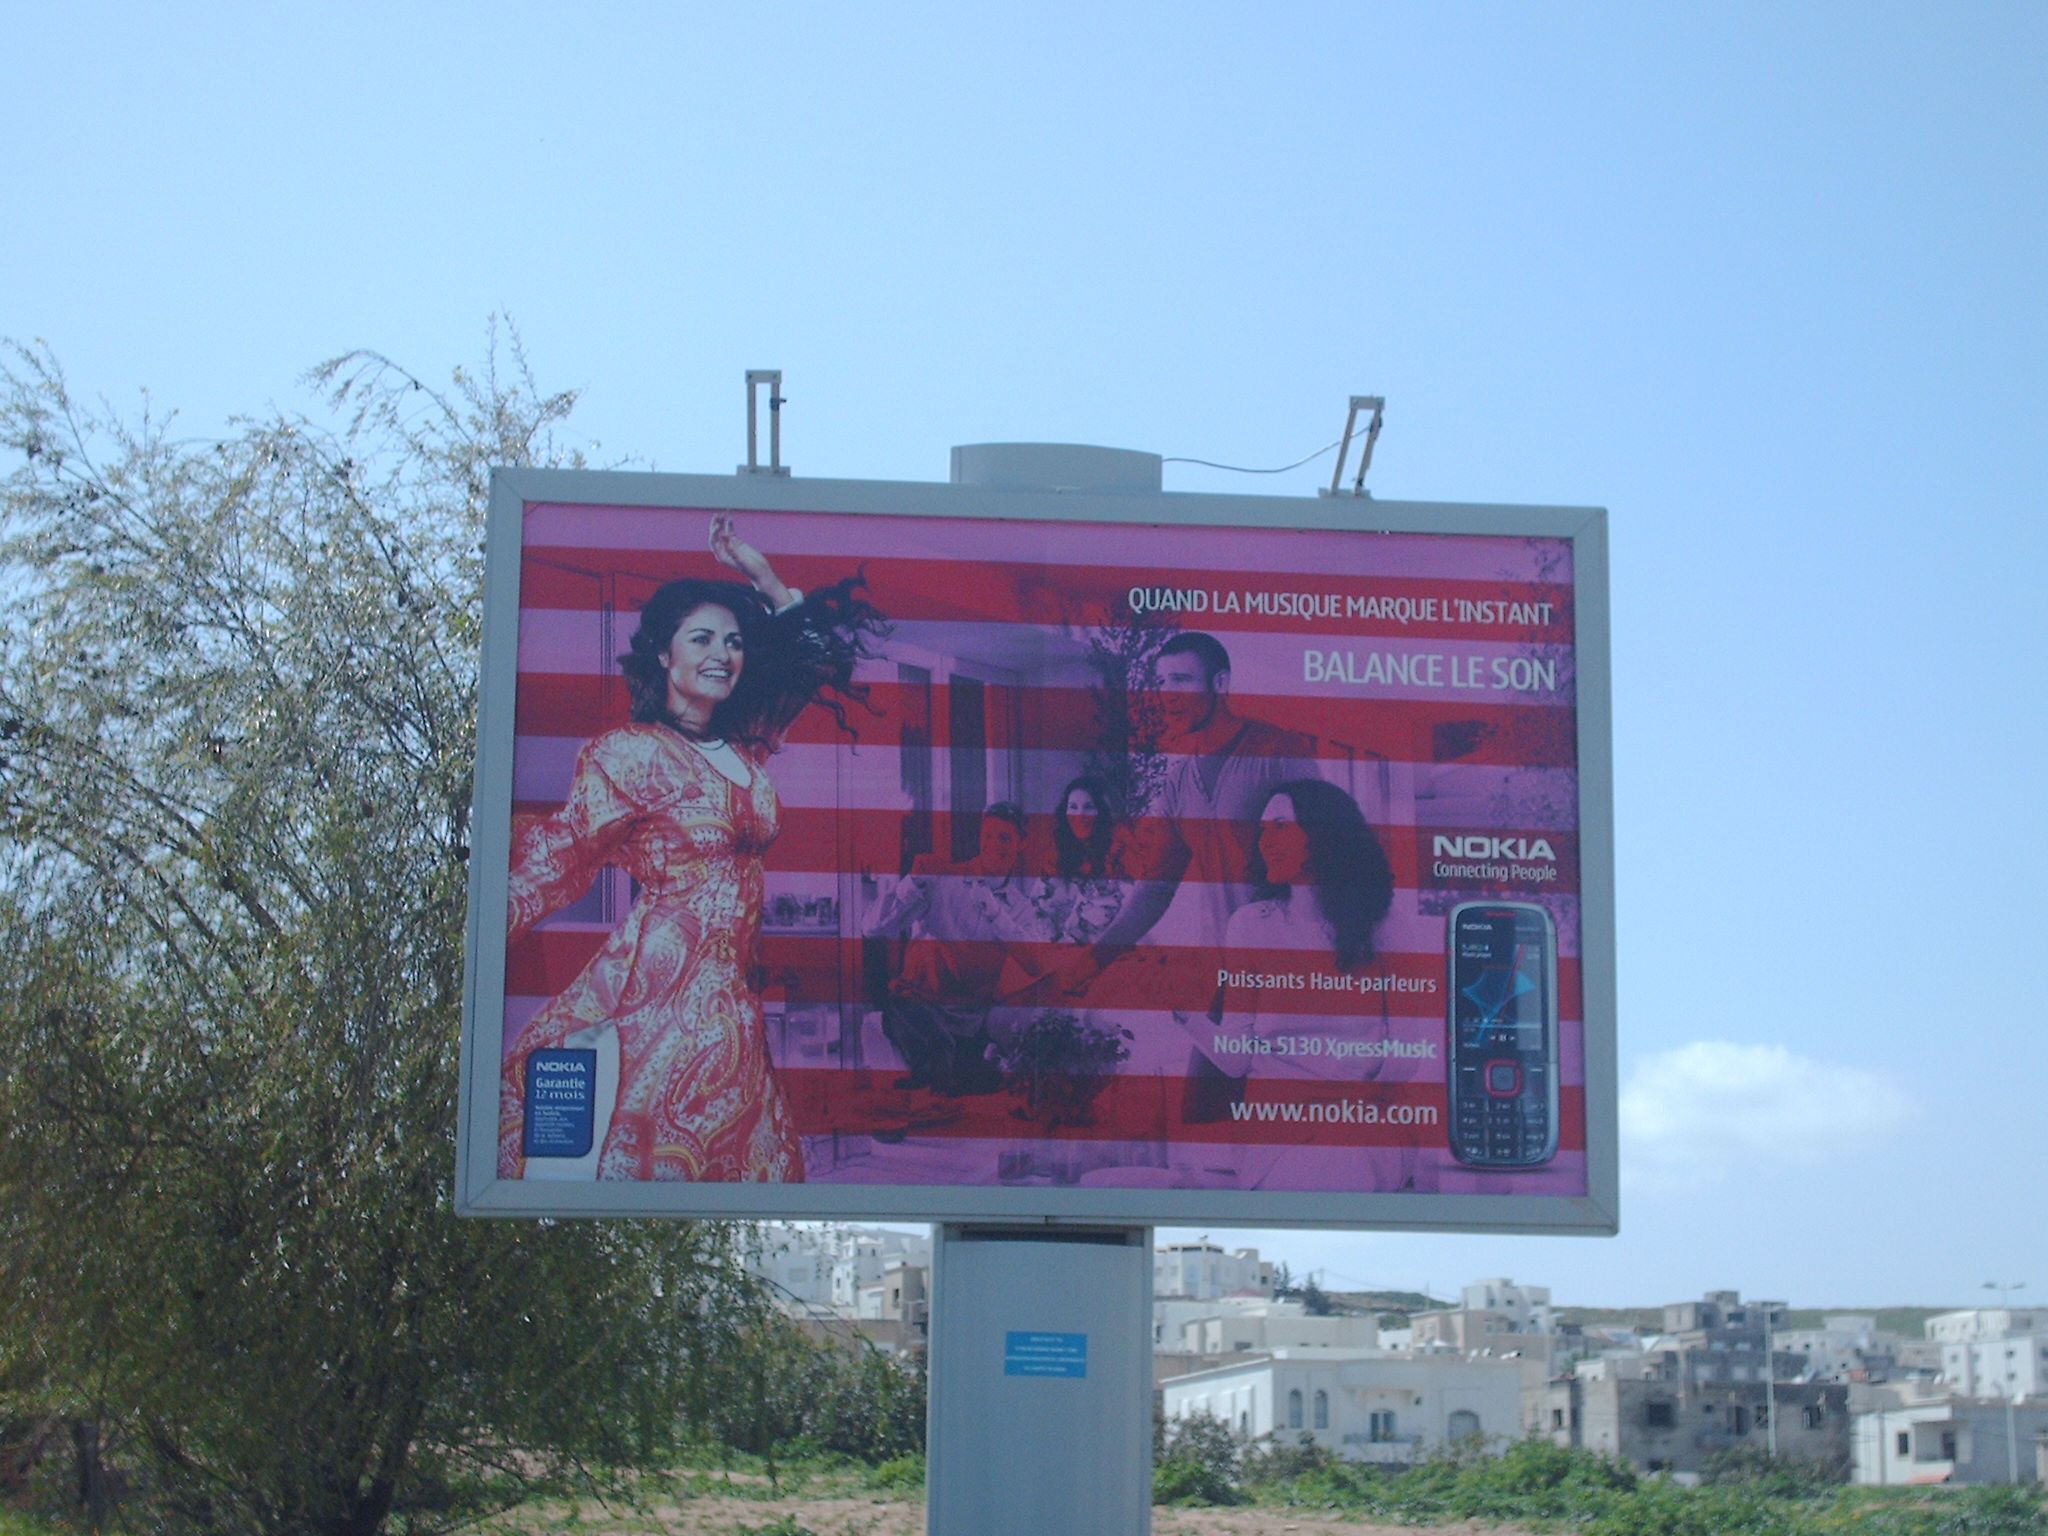 QUAND LA MUSIQUE MARQUE L'INSTANT
BALANCE LE SON
NOKIA
Connecting People
NOKIA
Puissants Haut-parleurs
Nokia 5130 XpressMusic
www.nokia.com
NOKIA
Garantie
12 mois